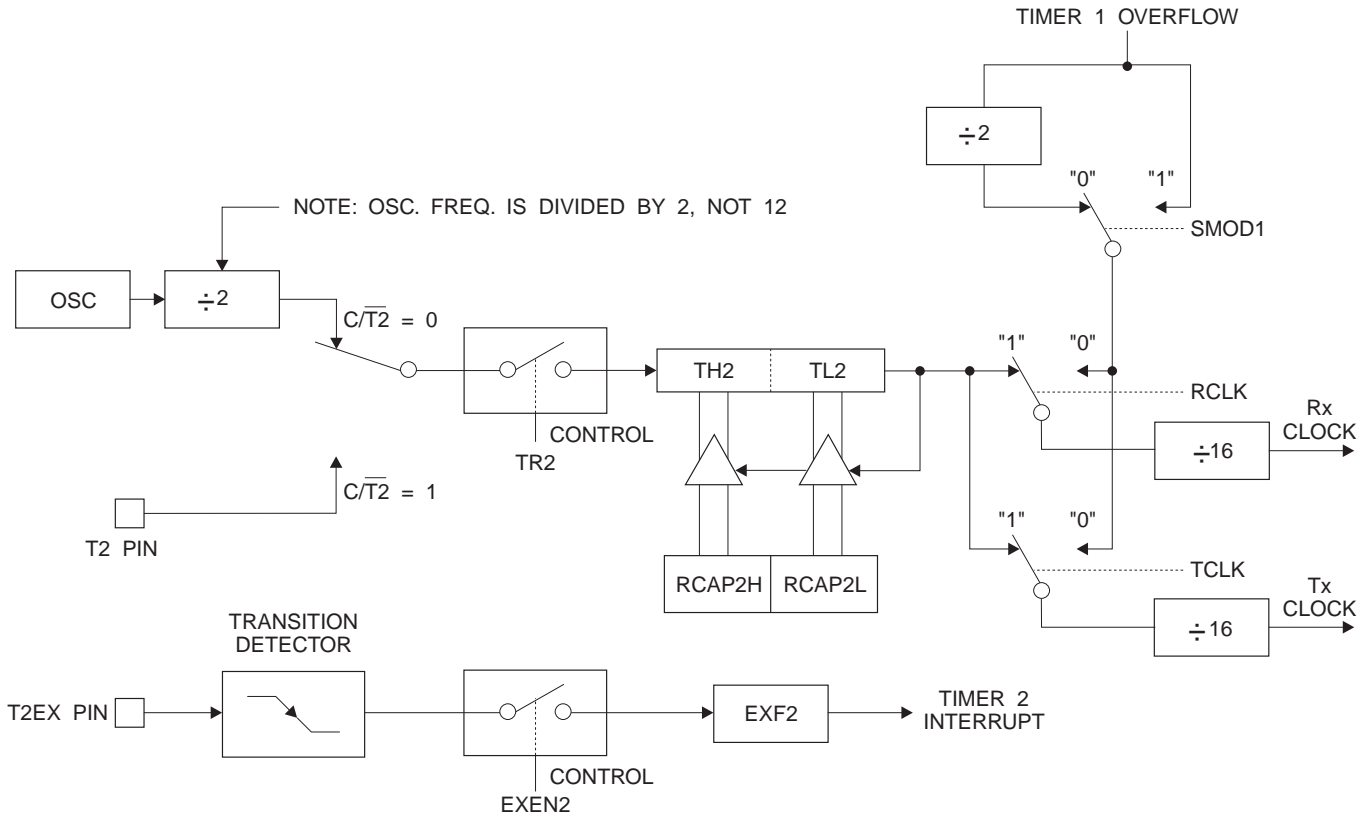 TIMER 1 OVERFLOW
÷2
"0" "1"
SMOD1
NOTE: OSC. FREQ. IS DIVIDED BY 2, NOT 12
OSC
÷2
C/T̅2̅ = 0
TH2 TL2
"1" "0"
RCLK
Rx
CLOCK
÷16
CONTROL
TR2
C/T̅2̅ = 1
T2 PIN
RCAP2H RCAP2L
"1" "0"
TCLK
Tx
CLOCK
÷16
TRANSITION
DETECTOR
T2EX PIN
EXF2
TIMER 2
INTERRUPT
CONTROL
EXEN2